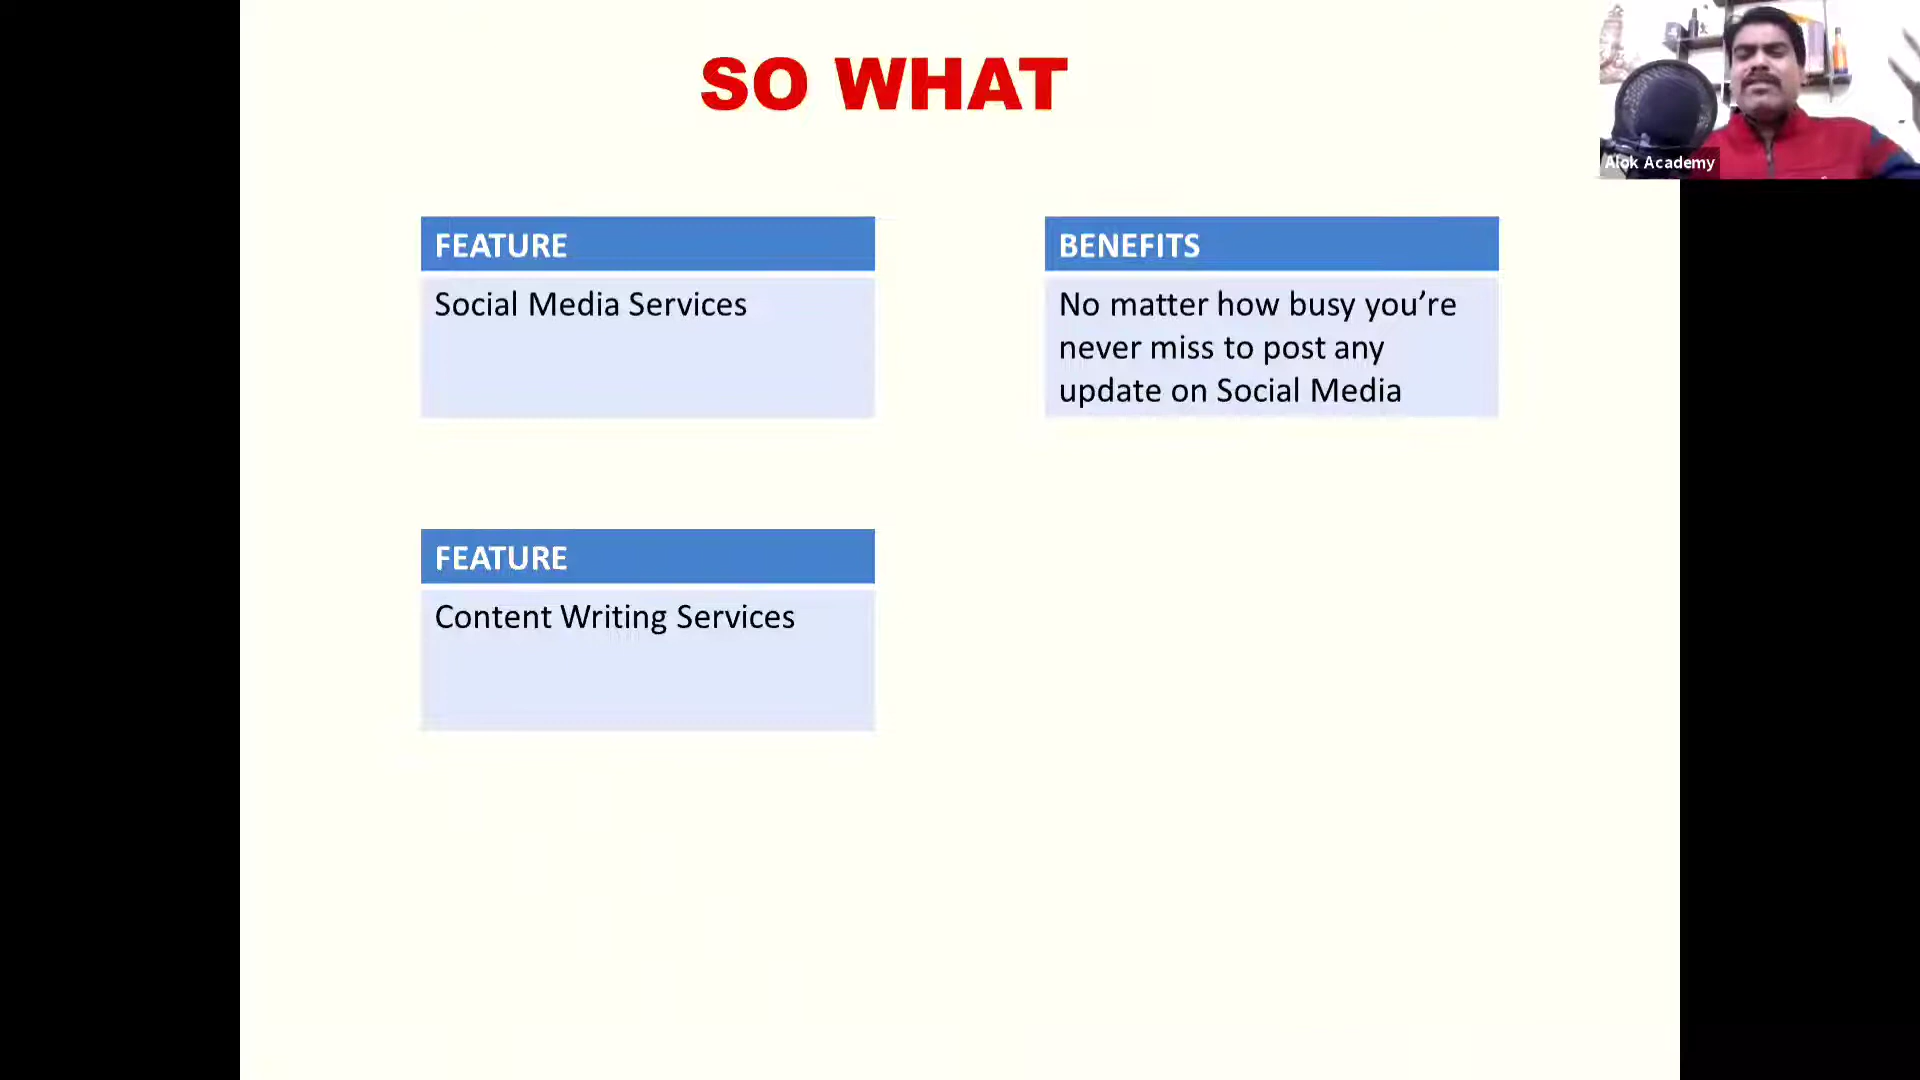 SO WHAT
Alok Academy
FEATURE
Social Media Services
BENEFITS
No matter how busy you’re
never miss to post any
update on Social Media
FEATURE
Content Writing Services